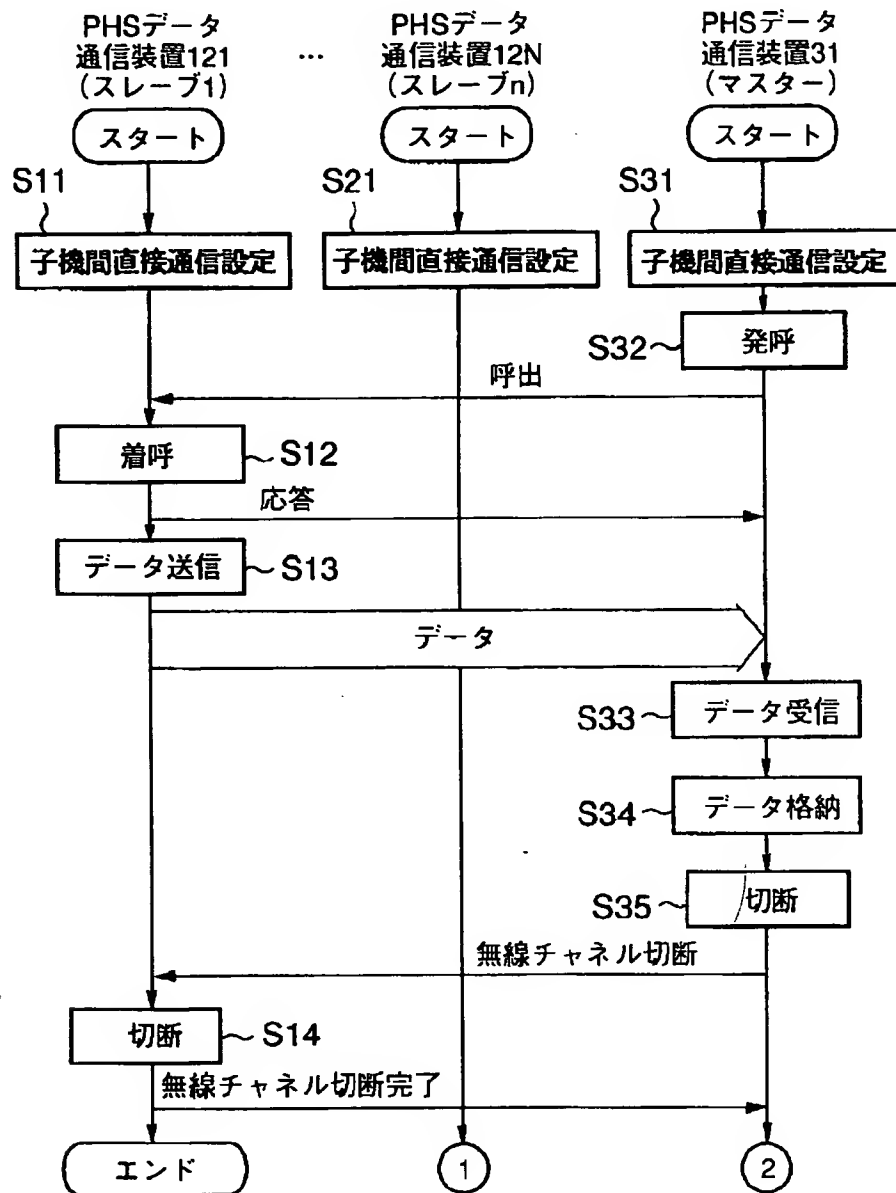 PHSデータ
通信装置121
(スレーブ1)
…
PHSデータ
通信装置12N
(スレーブn)
PHSデータ
通信装置31
(マスター)
スタート
スタート
スタート
S11
S21
S31
子機間直接通信設定
子機間直接通信設定
子機間直接通信設定
S32
発呼
呼出
着呼
S12
応答
データ送信
S13
データ
S33
データ受信
S34
データ格納
S35
切断
無線チャネル切断
切断
S14
無線チャネル切断完了
エンド
1
2